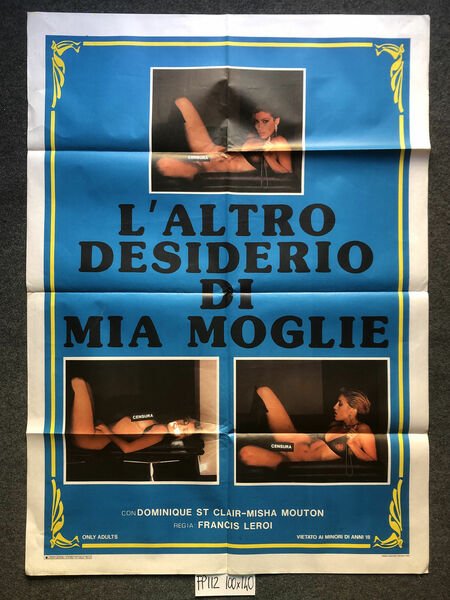 CENSURA
L'ALTRO
DESIDERIO
DI
MIA MOGLIE
CENSURA
CENSURA
CON DOMINIQUE ST CLAIR-MISHA MOUTON
REGIA: FRANCIS LEROI
ONLY ADULTS
VIETATO AI MINORI DI ANNI 18
FP112 100x140